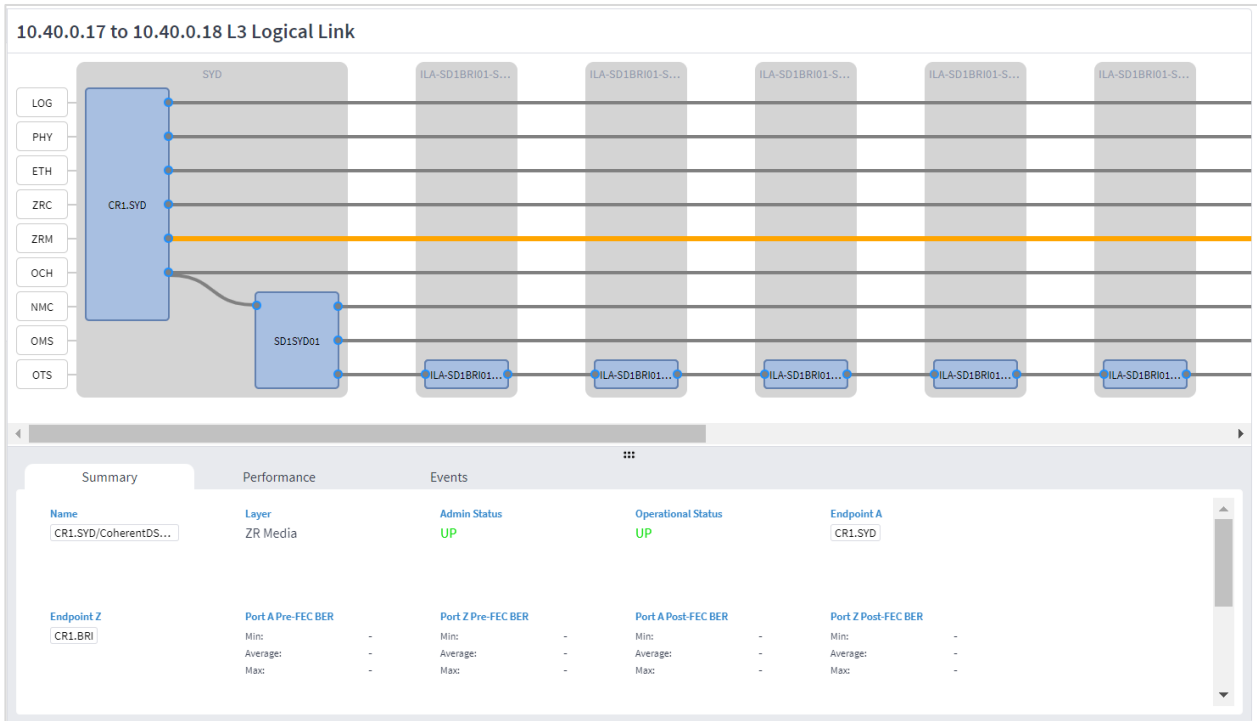 10.40.0.17 to 10.40.0.18 L3 Logical Link
SYD
ILA-SD1BRI01-S...
ILA-SD1BRI01-S...
ILA-SD1BRI01-S...
ILA-SD1BRI01-S...
ILA-SD1BRI01-S...
LOG
PHY
ETH
ZRC
CR1.SYD
ZRM
OCH
NMC
OMS
SD1SYD01
OTS
ILA-SD1BRI01...
ILA-SD1BRI01...
ILA-SD1BRI01...
ILA-SD1BRI01...
ILA-SD1BRI01...
Summary
Performance
Events
Name
CR1.SYD/CoherentDS...
Layer
ZR Media
Admin Status
UP
Operational Status
UP
Endpoint A
CR1.SYD
Endpoint Z
CR1.BRI
Port A Pre-FEC BER
Min: -
Average: -
Max: -
Port Z Pre-FEC BER
Min: -
Average: -
Max: -
Port A Post-FEC BER
Min: -
Average: -
Max: -
Port Z Post-FEC BER
Min: -
Average: -
Max: -